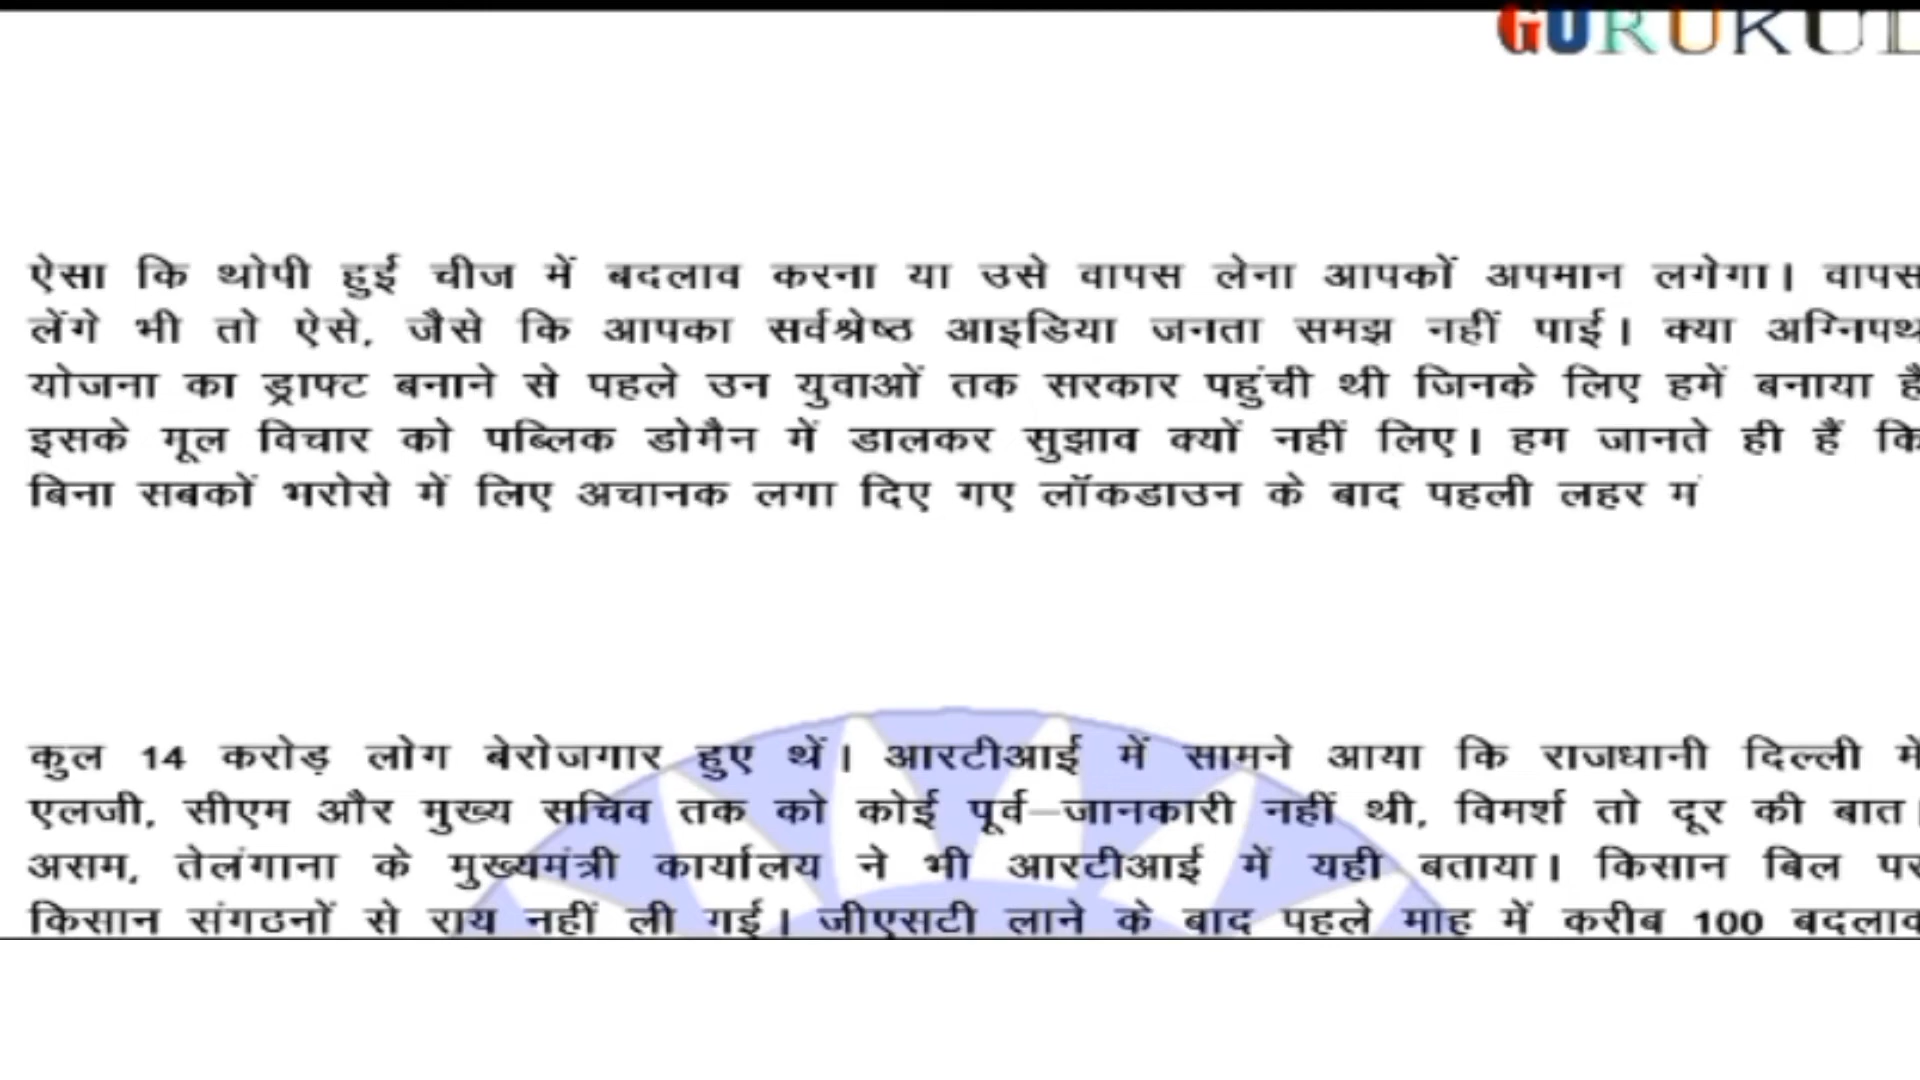 GURUKUL
ऐसा कि थोपी हुई चीज में बदलाव करना या उसे वापस लेना आपकों अपमान लगेगा। वापस
लेंगे भी तो ऐसे, जैसे कि आपका सर्वश्रेष्ठ आइडिया जनता समझ नहीं पाई। क्या अग्निपथ
योजना का ड्राफ्ट बनाने से पहले उन युवाओं तक सरकार पहुंची थी जिनके लिए हमें बनाया है
इसके मूल विचार को पब्लिक डोमैन में डालकर सुझाव क्यों नहीं लिए। हम जानते ही हैं कि
बिना सबकों भरोसे में लिए अचानक लगा दिए गए लॉकडाउन के बाद पहली लहर में
कुल 14 करोड़ लोग बेरोजगार हुए थें। आरटीआई में सामने आया कि राजधानी दिल्ली में
एलजी, सीएम और मुख्य सचिव तक को कोई पूर्व–जानकारी नहीं थी, विमर्श तो दूर की बात।
असम, तेलंगाना के मुख्यमंत्री कार्यालय ने भी आरटीआई में यही बताया। किसान बिल पर
किसान संगठनों से राय नहीं ली गई। जीएसटी लाने के बाद पहले माह में करीब 100 बदलाव